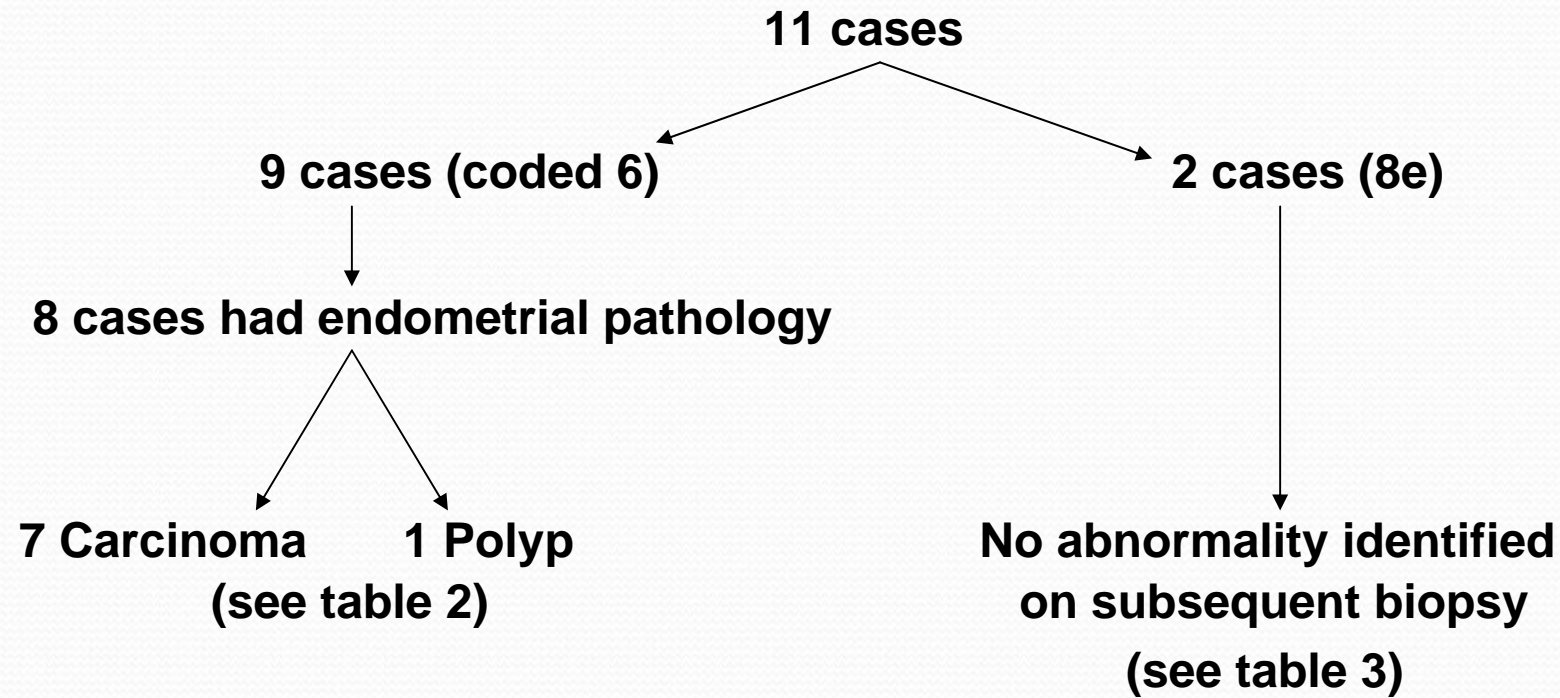 11 cases
9 cases (coded 6)
2 cases (8e)
8 cases had endometrial pathology
7 Carcinoma
1 Polyp
(see table 2)
No abnormality identified
on subsequent biopsy
(see table 3)